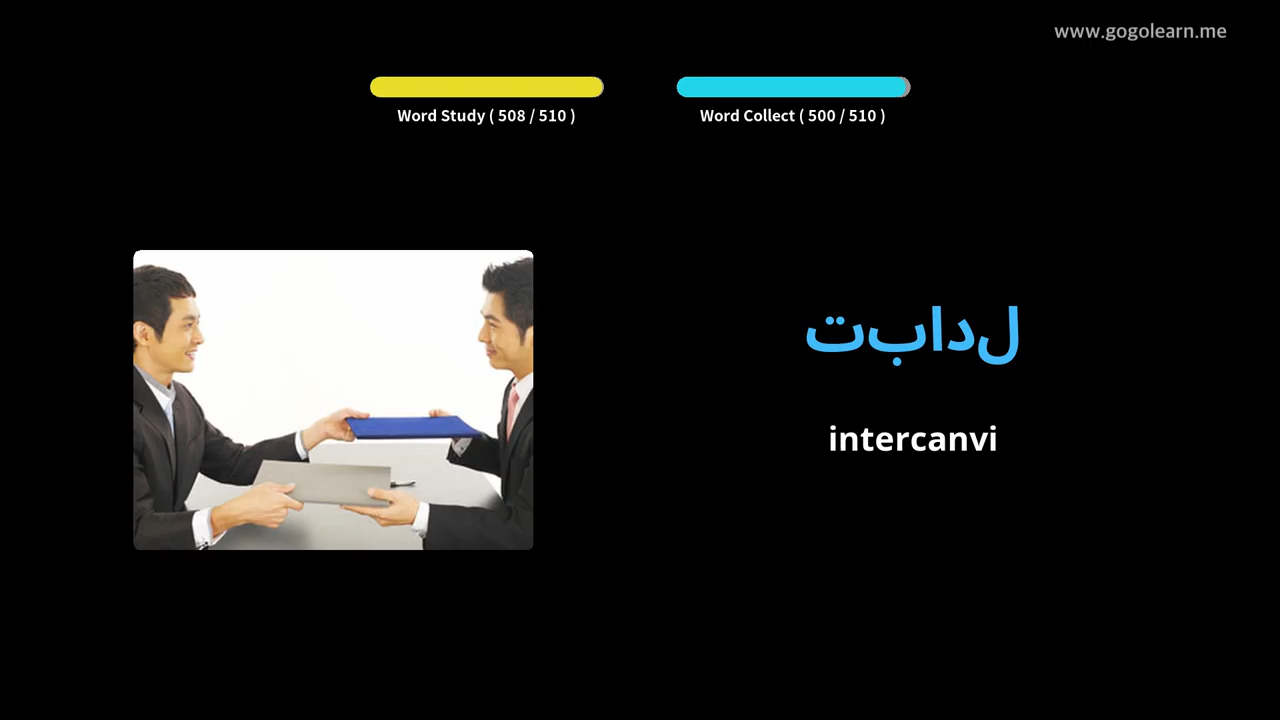 www.gogolearn.me
Word Study ( 508 / 510 )
Word Collect ( 500 / 510 )
تبادل
intercanvi